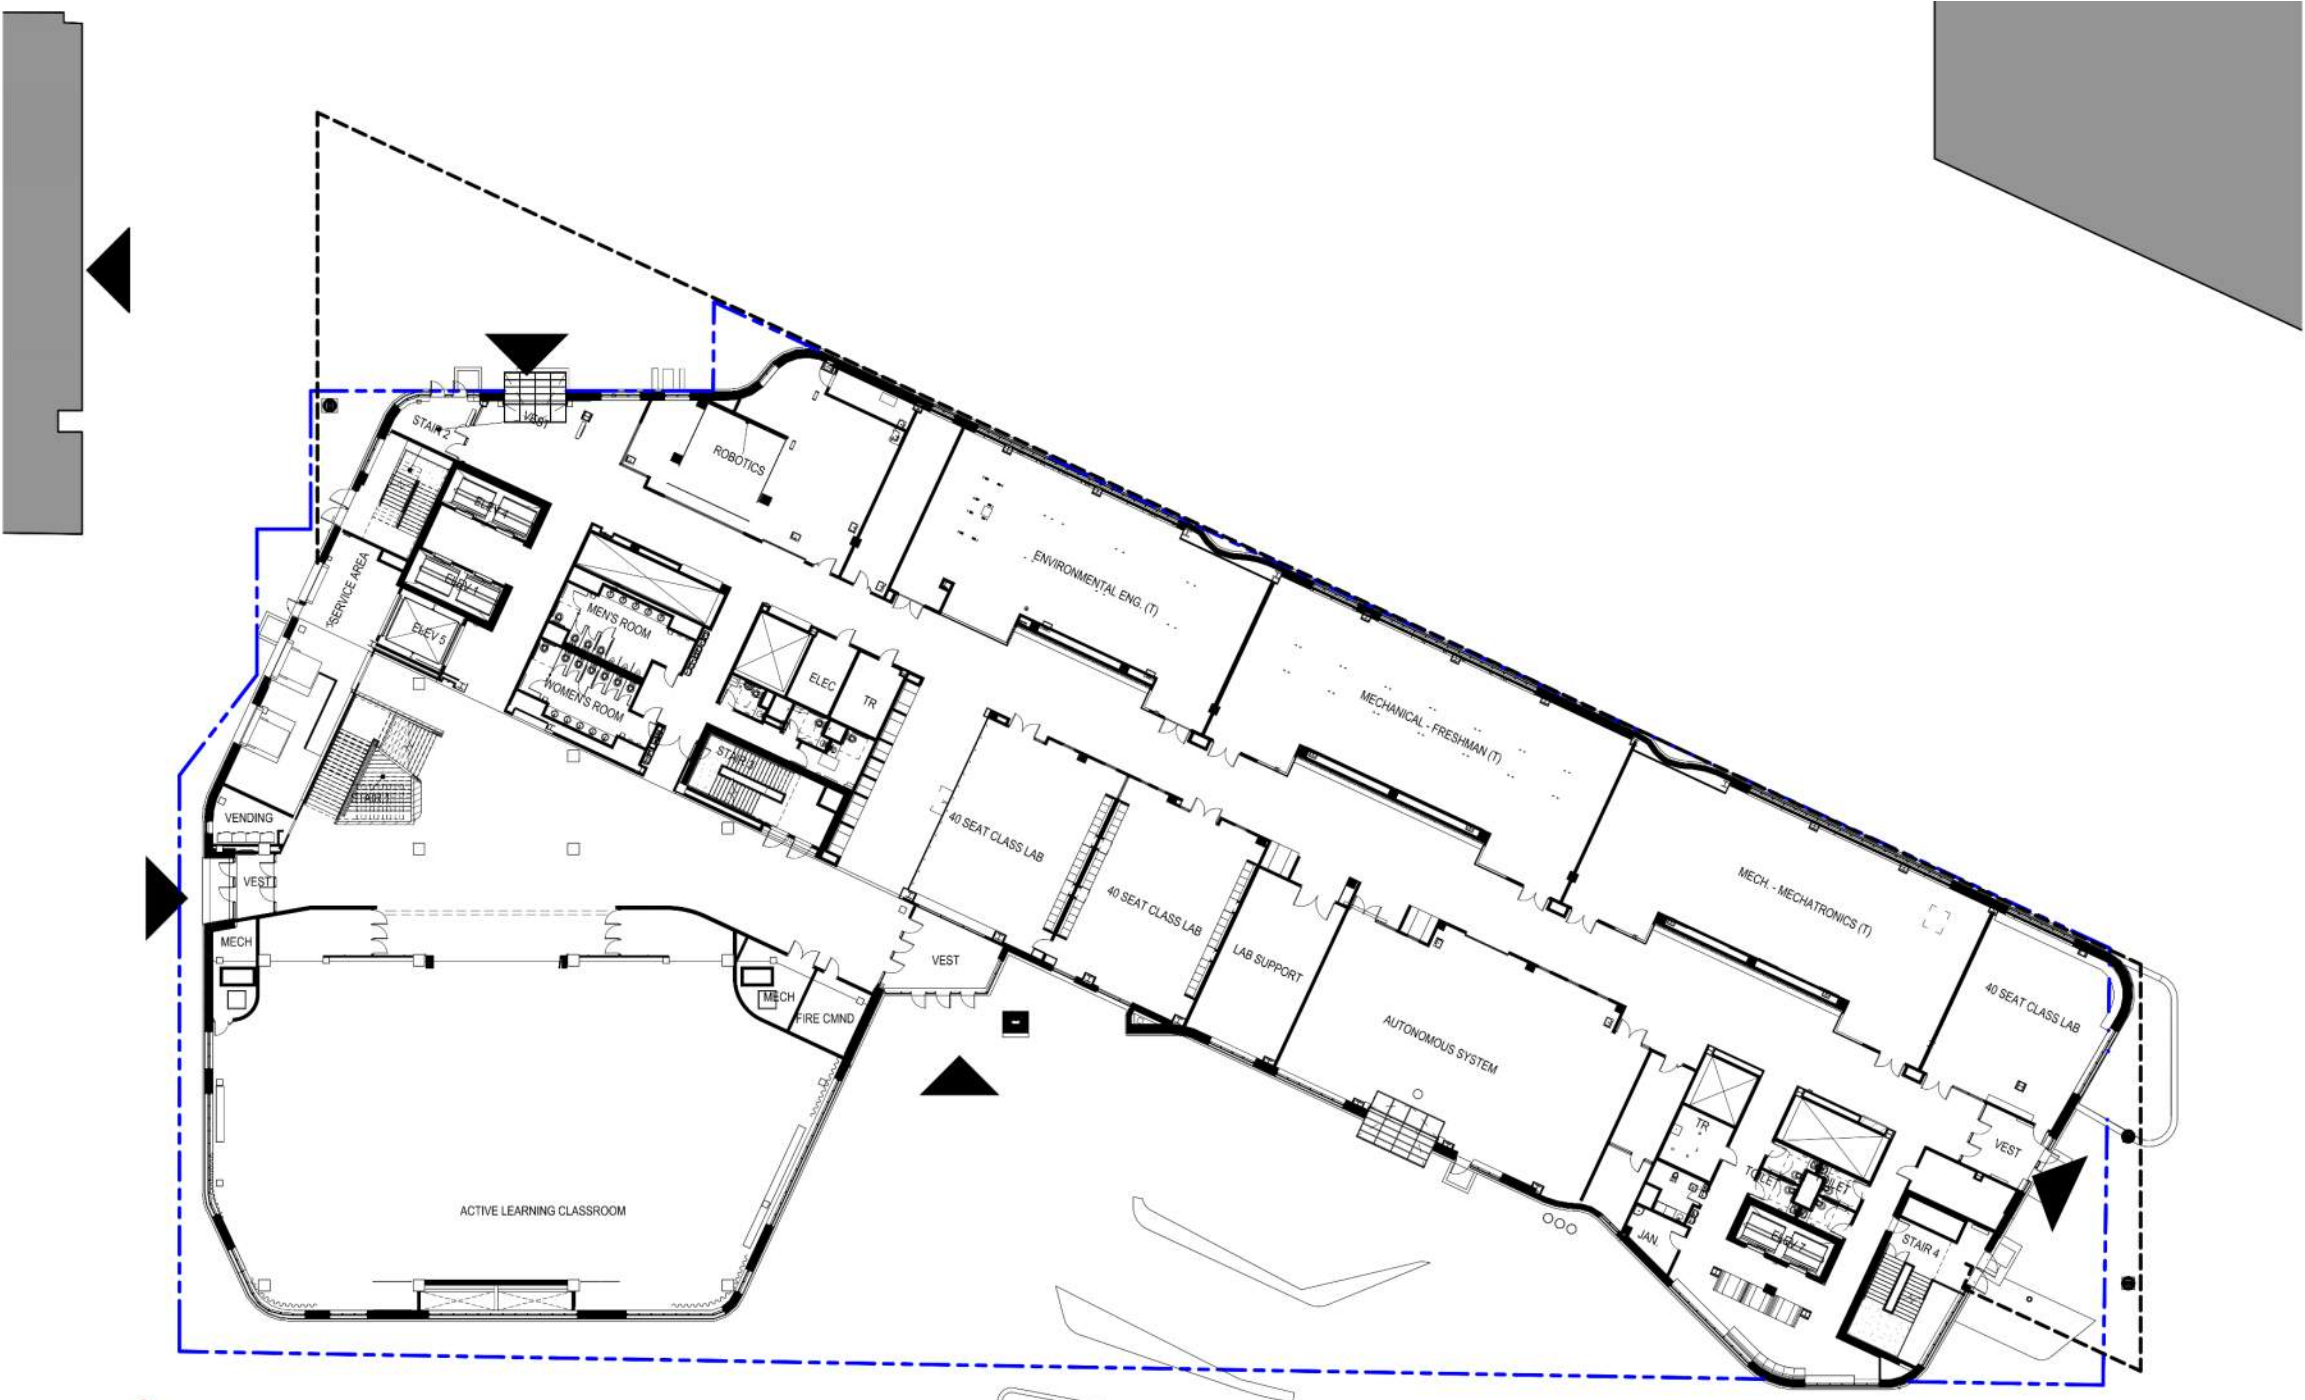 STAIR 2
VEST
ROBOTICS
ELEV 1
SERVICE AREA
ELEV 5
MEN'S ROOM
WOMEN'S ROOM
ELEC
TR
STAIR 3
STAIR 1
VENDING
VEST
MECH
ENVIRONMENTAL ENG. (T)
MECHANICAL - FRESHMAN (T)
MECH. - MECHATRONICS (T)
40 SEAT CLASS LAB
40 SEAT CLASS LAB
LAB SUPPORT
AUTONOMOUS SYSTEM
40 SEAT CLASS LAB
VEST
MECH
FIRE CMND
ACTIVE LEARNING CLASSROOM
TR
TOILET
TOILET
VEST
JAN.
ELEV 7
STAIR 4